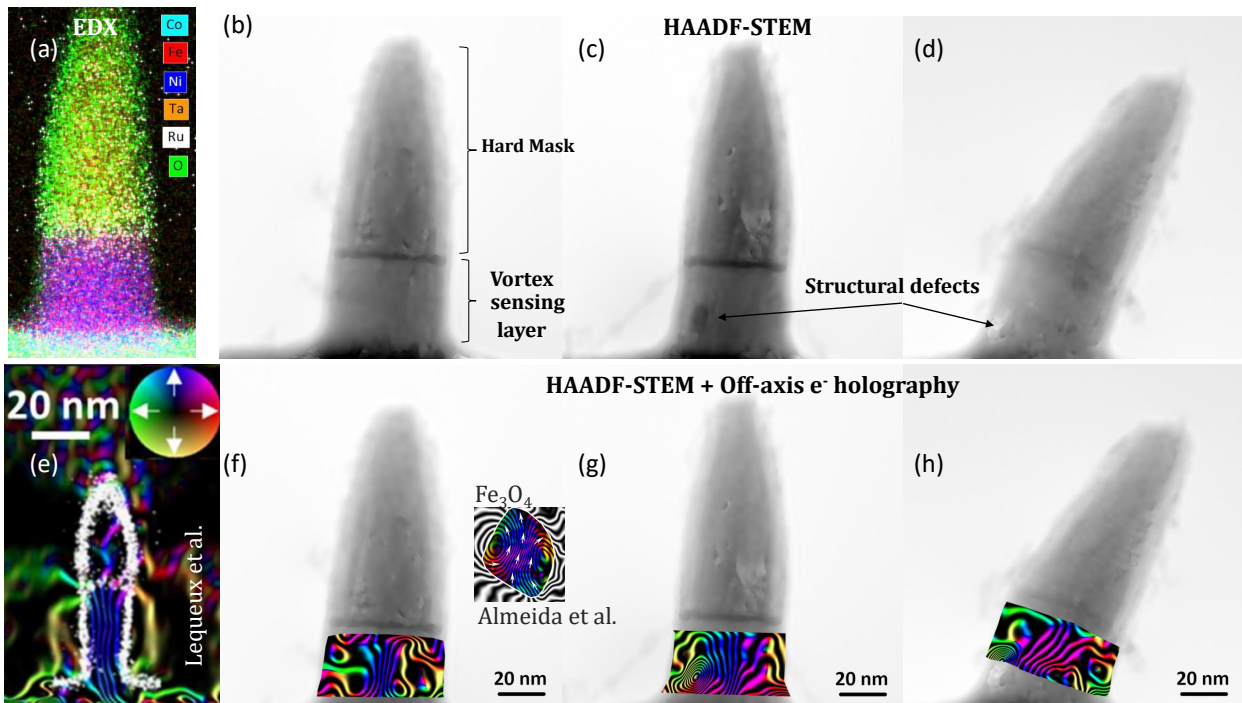 EDX
(a)
Co
Fe
Ni
Ta
Ru
O
HAADF-STEM
(b)
(c)
(d)
Hard Mask
Vortex
sensing
layer
Structural defects
HAADF-STEM + Off-axis e⁻ holography
20 nm
(e)
Lequeux et al.
(f)
Fe₃O₄
Almeida et al.
20 nm
(g)
20 nm
(h)
20 nm